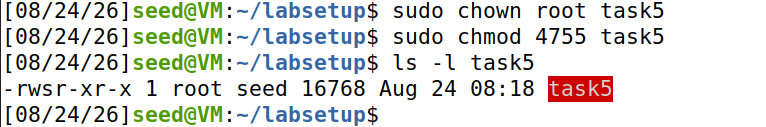 [08/24/26]seed@VM:~/labsetup$ sudo chown root task5
[08/24/26]seed@VM:~/labsetup$ sudo chmod 4755 task5
[08/24/26]seed@VM:~/labsetup$ ls -l task5
-rwsr-xr-x 1 root seed 16768 Aug 24 08:18 task5
[08/24/26]seed@VM:~/labsetup$